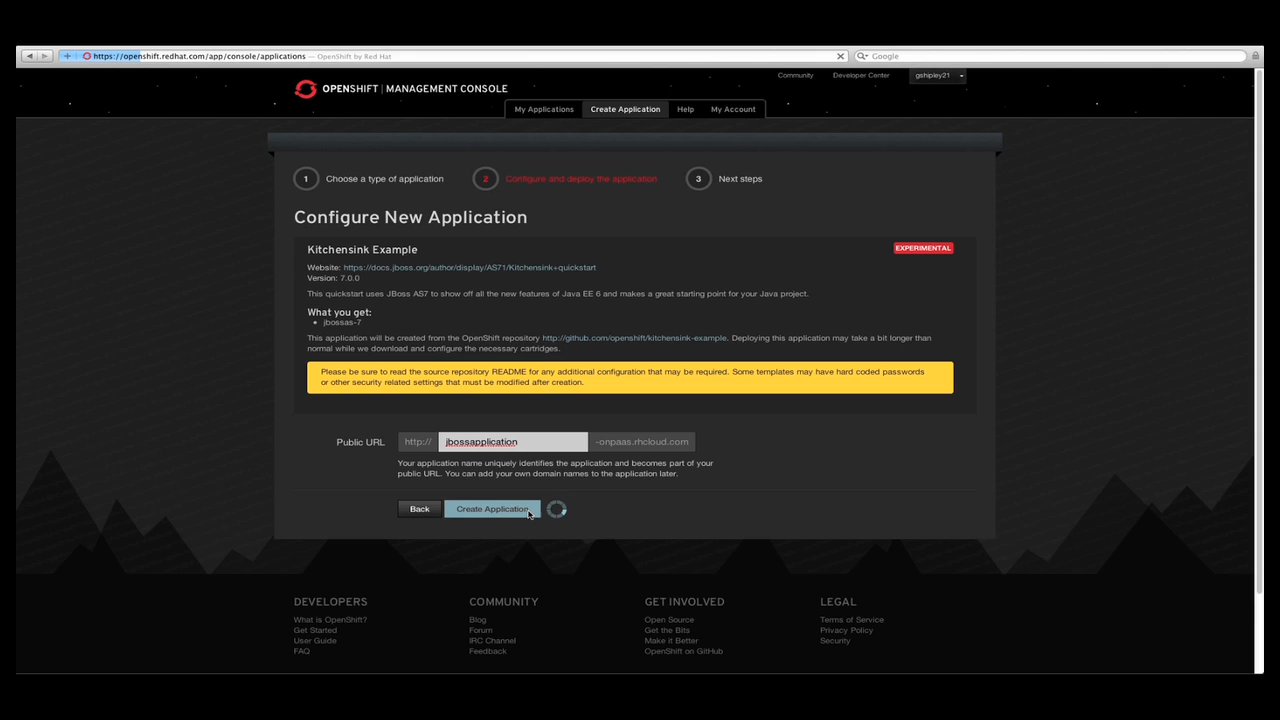 https://openshift.redhat.com/app/console/applications — OpenShift by Red Hat
Google
Community Developer Center gshipley21
OPENSHIFT | MANAGEMENT CONSOLE
My Applications Create Application Help My Account
1 Choose a type of application 2 Configure and deploy the application 3 Next steps
Configure New Application
Kitchensink Example EXPERIMENTAL
Website: https://docs.jboss.org/author/display/AS71/Kitchensink+quickstart
Version: 7.0.0
This quickstart uses JBoss AS7 to show off all the new features of Java EE 6 and makes a great starting point for your Java project.
What you get:
• jbossas-7
This application will be created from the OpenShift repository http://github.com/openshift/kitchensink-example. Deploying this application may take a bit longer than
normal while we download and configure the necessary cartridges.
Please be sure to read the source repository README for any additional configuration that may be required. Some templates may have hard coded passwords
or other security related settings that must be modified after creation.
Public URL http:// jbossapplication -onpaas.rhcloud.com
Your application name uniquely identifies the application and becomes part of your
public URL. You can add your own domain names to the application later.
Back Create Application
DEVELOPERS COMMUNITY GET INVOLVED LEGAL
What is OpenShift? Blog Open Source Terms of Service
Get Started Forum Get the Bits Privacy Policy
User Guide IRC Channel Make it Better Security
FAQ Feedback OpenShift on GitHub